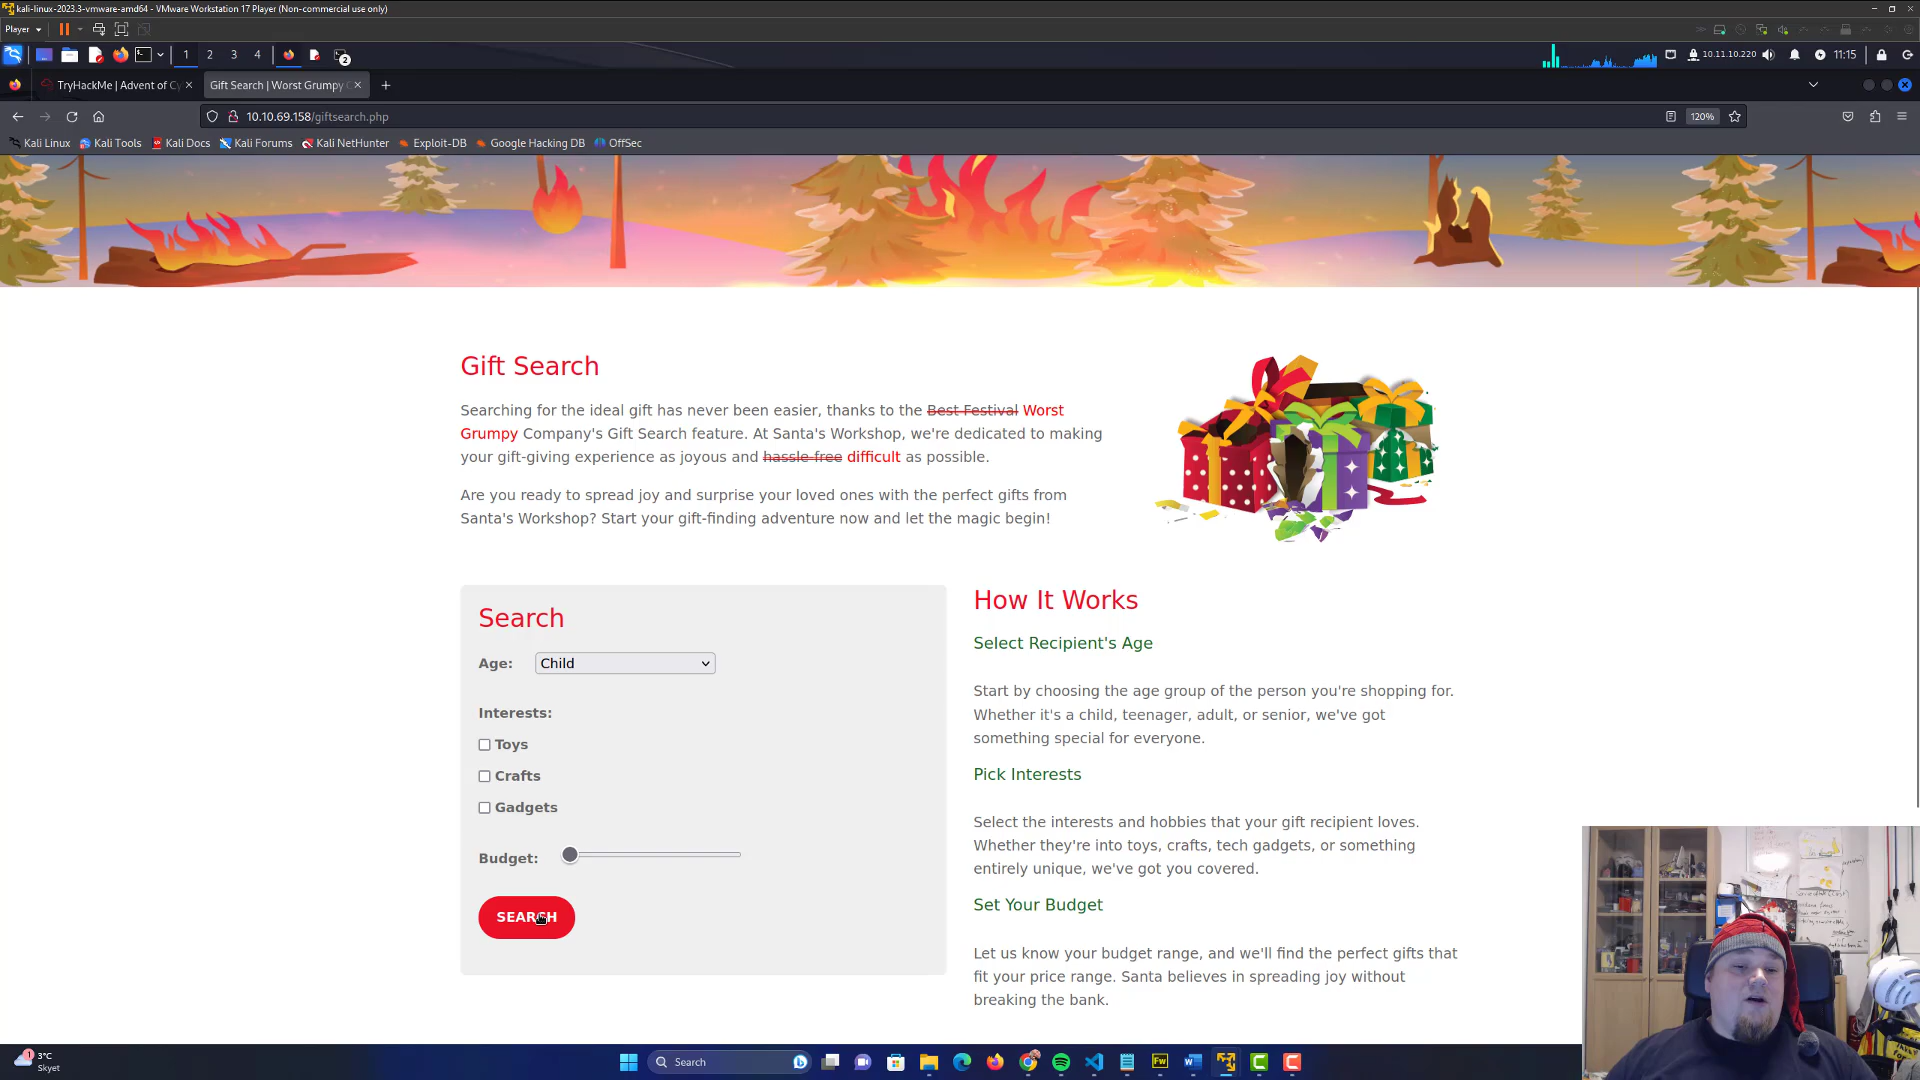 kali-linux-2023.3-vmware-amd64 - VMware Workstation 17 Player (Non-commercial use only)
Player
1 2 3 4 2 10.11.10.220 11:15
TryHackMe | Advent of Cy Gift Search | Worst Grumpy C
10.10.69.158/giftsearch.php 120%
Kali Linux Kali Tools Kali Docs Kali Forums Kali NetHunter Exploit-DB Google Hacking DB OffSec
Gift Search
Searching for the ideal gift has never been easier, thanks to the Best Festival Worst
Grumpy Company's Gift Search feature. At Santa's Workshop, we're dedicated to making
your gift-giving experience as joyous and hassle-free difficult as possible.
Are you ready to spread joy and surprise your loved ones with the perfect gifts from
Santa's Workshop? Start your gift-finding adventure now and let the magic begin!
Search
Age: Child
Interests:
Toys
Crafts
Gadgets
Budget:
SEARCH
How It Works
Select Recipient's Age
Start by choosing the age group of the person you're shopping for.
Whether it's a child, teenager, adult, or senior, we've got
something special for everyone.
Pick Interests
Select the interests and hobbies that your gift recipient loves.
Whether they're into toys, crafts, tech gadgets, or something
entirely unique, we've got you covered.
Set Your Budget
Let us know your budget range, and we'll find the perfect gifts that
fit your price range. Santa believes in spreading joy without
breaking the bank.
1 3°C
Skyet
Search
Fw